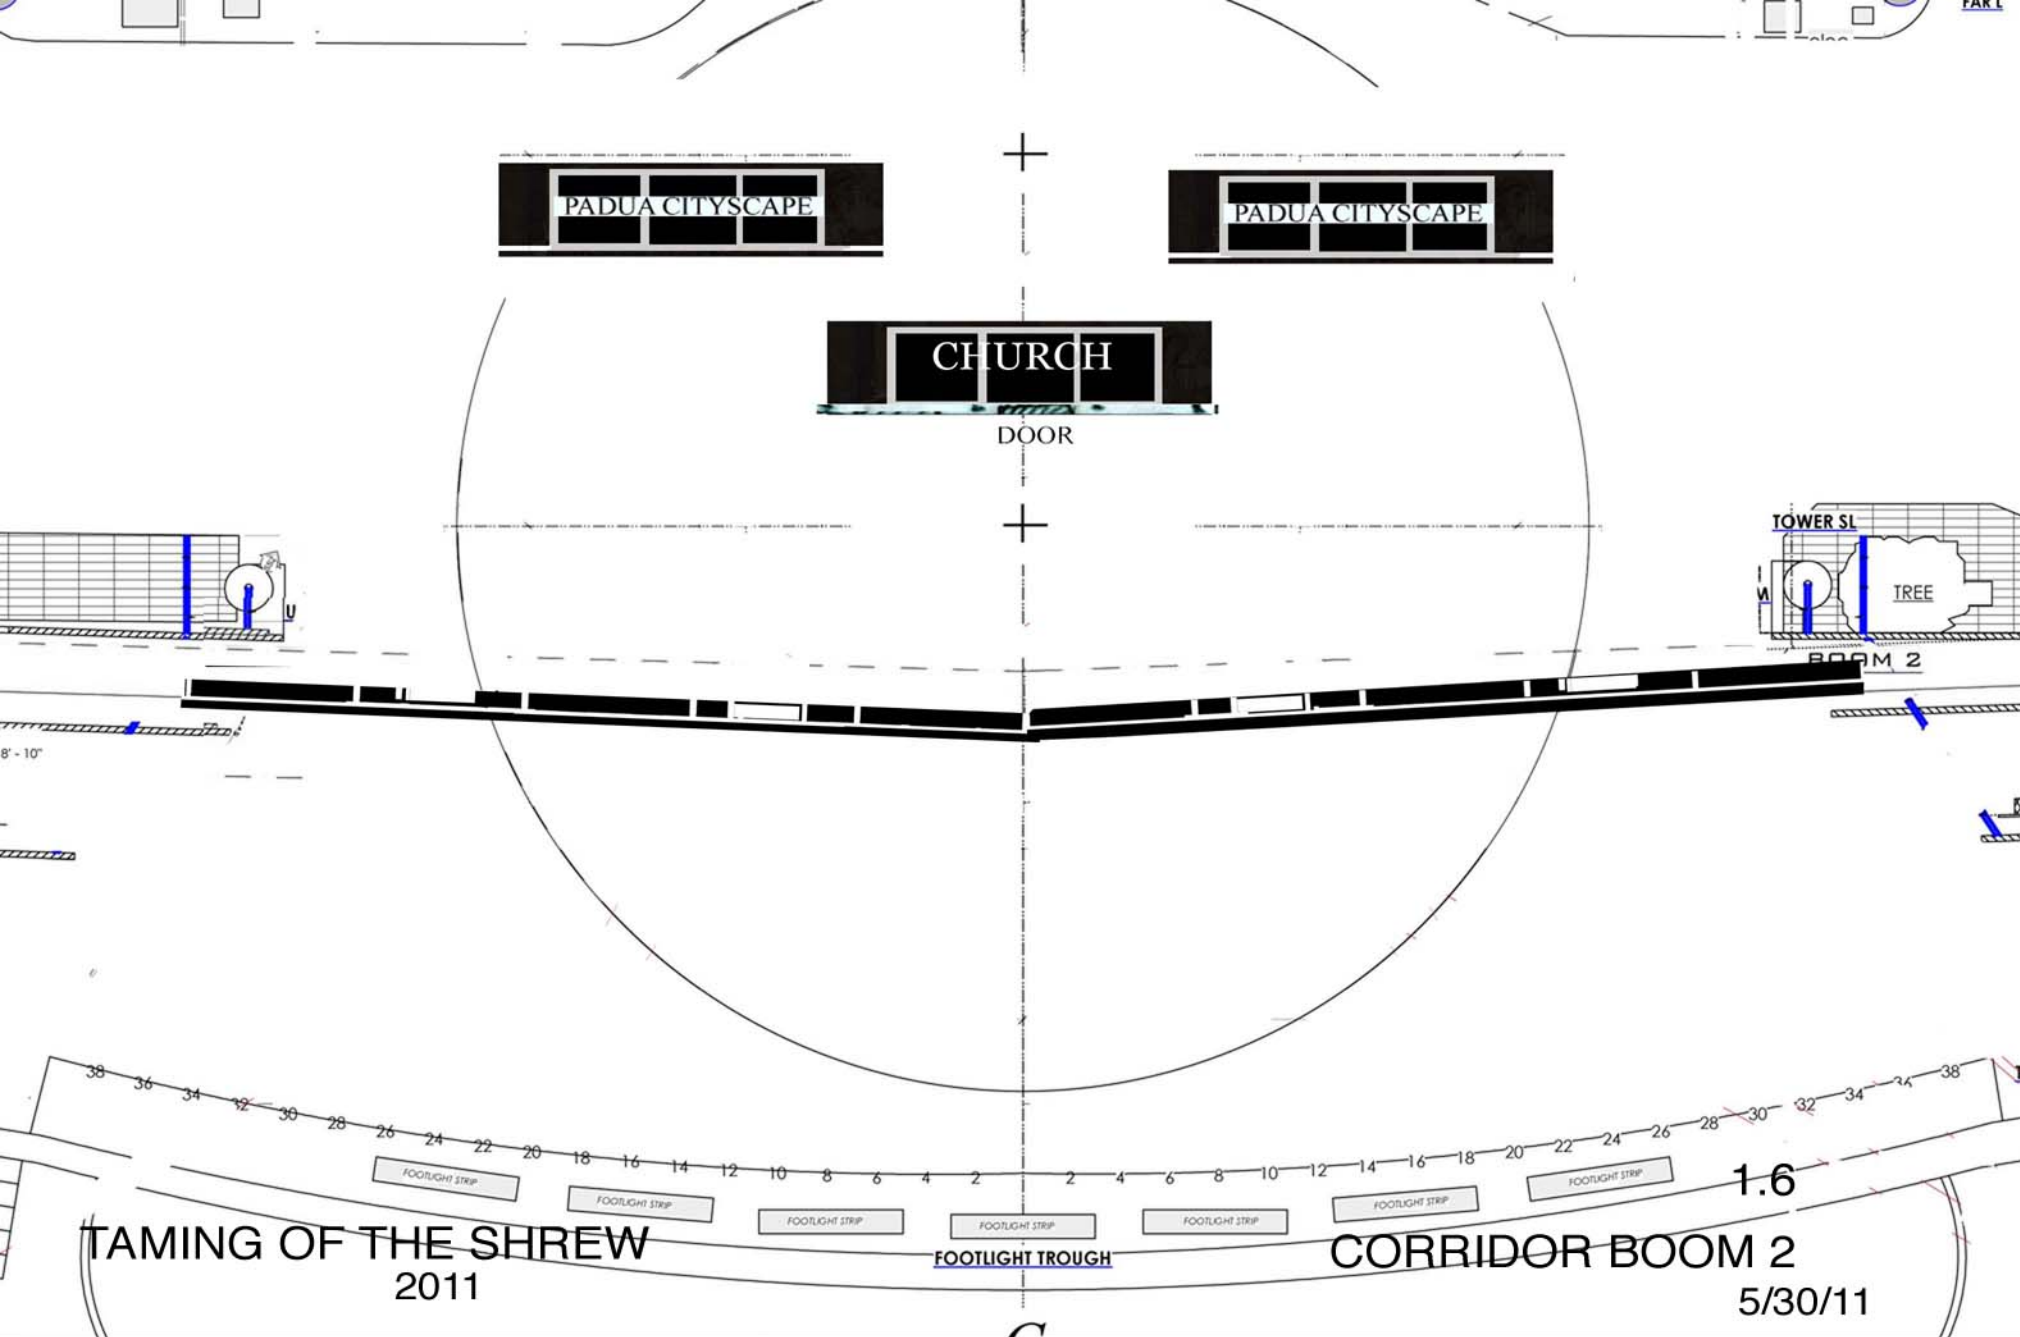 FAR L
elec
PADUA CITYSCAPE
PADUA CITYSCAPE
CHURCH
DOOR
TOWER SL
TREE
U
M
BOOM 2
8' - 10"
38 36 34 32 30 28 26 24 22 20 18 16 14 12 10 8 6 4 2 2 4 6 8 10 12 14 16 18 20 22 24 26 28 30 32 34 36 38
FOOTLIGHT STRIP
FOOTLIGHT STRIP
FOOTLIGHT STRIP
FOOTLIGHT STRIP
FOOTLIGHT STRIP
FOOTLIGHT STRIP
FOOTLIGHT STRIP
FOOTLIGHT TROUGH
TAMING OF THE SHREW
2011
1.6
CORRIDOR BOOM 2
5/30/11